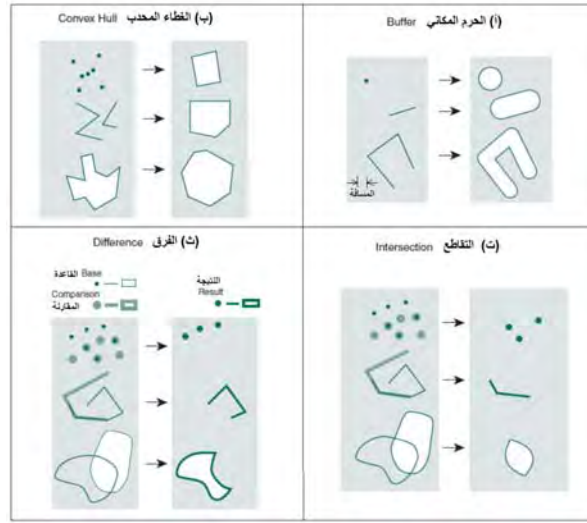 (أ) الحرم المكاني Buffer
المسافة
(ب) الغطاء المحدب Convex Hull
(ت) التقاطع Intersection
(ث) الفرق Difference
القاعدة Base
Comparison
المقارنة
النتيجة
Result